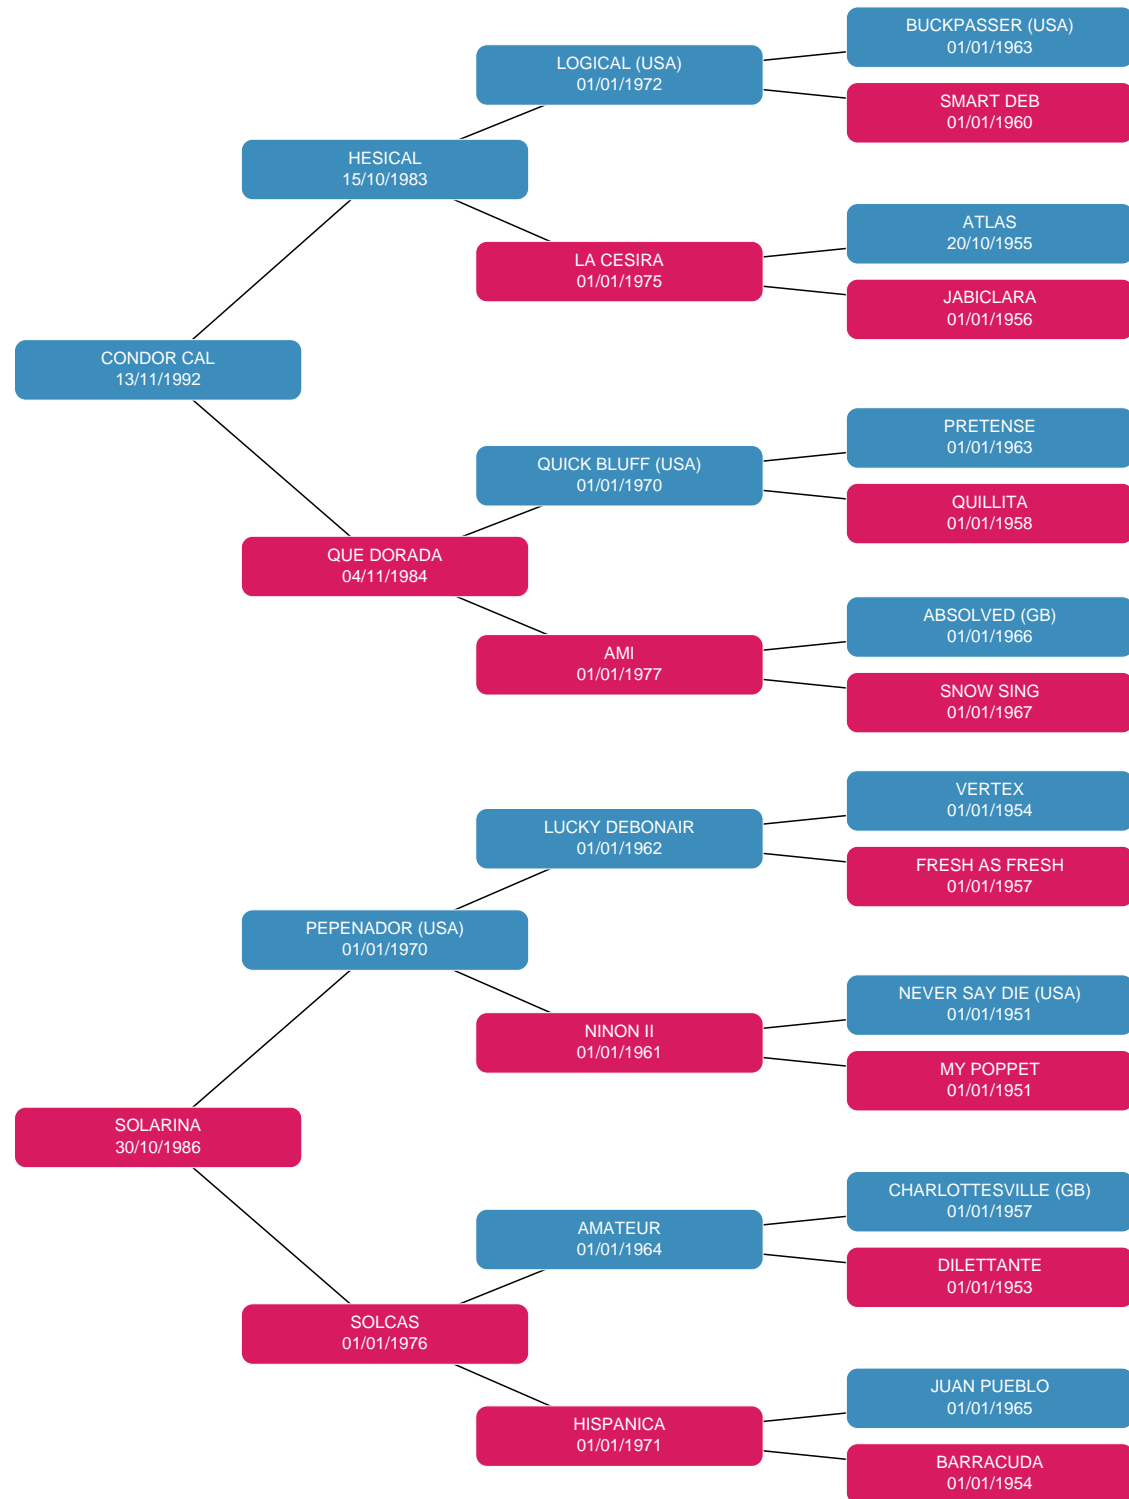 BUCKPASSER (USA)
01/01/1963
LOGICAL (USA)
01/01/1972
SMART DEB
01/01/1960
HESICAL
15/10/1983
ATLAS
20/10/1955
LA CESIRA
01/01/1975
JABICLARA
01/01/1956
CONDOR CAL
13/11/1992
PRETENSE
01/01/1963
QUICK BLUFF (USA)
01/01/1970
QUILLITA
01/01/1958
QUE DORADA
04/11/1984
ABSOLVED (GB)
01/01/1966
AMI
01/01/1977
SNOW SING
01/01/1967
VERTEX
01/01/1954
LUCKY DEBONAIR
01/01/1962
FRESH AS FRESH
01/01/1957
PEPENADOR (USA)
01/01/1970
NEVER SAY DIE (USA)
01/01/1951
NINON II
01/01/1961
MY POPPET
01/01/1951
SOLARINA
30/10/1986
CHARLOTTESVILLE (GB)
01/01/1957
AMATEUR
01/01/1964
DILETTANTE
01/01/1953
SOLCAS
01/01/1976
JUAN PUEBLO
01/01/1965
HISPANICA
01/01/1971
BARRACUDA
01/01/1954